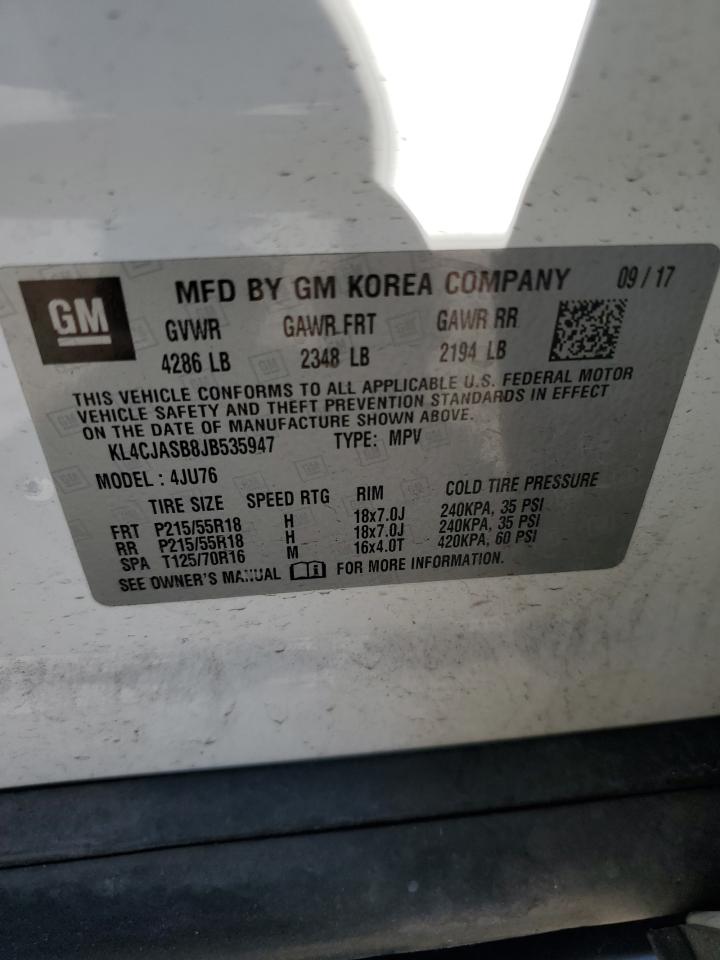 GM
MFD BY GM KOREA COMPANY 09 / 17
GVWR GAWR FRT GAWR RR
4286 LB 2348 LB 2194 LB
THIS VEHICLE CONFORMS TO ALL APPLICABLE U.S. FEDERAL MOTOR
VEHICLE SAFETY AND THEFT PREVENTION STANDARDS IN EFFECT
ON THE DATE OF MANUFACTURE SHOWN ABOVE.
KL4CJASB8JB535947 TYPE: MPV
MODEL : 4JU76
TIRE SIZE SPEED RTG RIM COLD TIRE PRESSURE
FRT P215/55R18 H 18x7.0J 240KPA, 35 PSI
RR P215/55R18 H 18x7.0J 240KPA, 35 PSI
SPA T125/70R16 M 16x4.0T 420KPA, 60 PSI
SEE OWNER'S MANUAL FOR MORE INFORMATION.